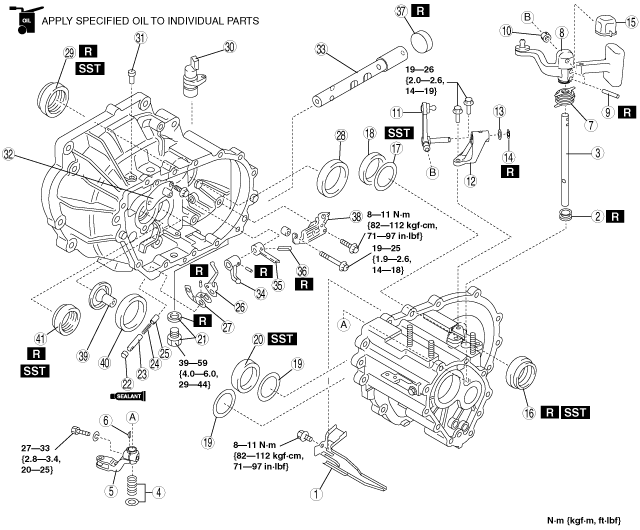 OIL APPLY SPECIFIED OIL TO INDIVIDUAL PARTS
37 R
15
31
29 R
SST
30
33
10 B
8
19—26
{2.0—2.6,
14—19}
9 R
7
11
SST
13
14
R
12
B
3
32
28
18
17
2 R
38
8—11 N·m
{82—112 kgf·cm,
71—97 in·lbf}
19—25
{1.9—2.6,
14—18}
R
R
36
R
35
34
26
27
R
21
41
R
SST
39
40
25
24
23
22
SEALANT
39—59
{4.0—6.0,
29—44}
20 SST
19
19
A
16 R SST
6 A
27—33
{2.8—3.4,
20—25}
5
4
8—11 N·m
{82—112 kgf·cm,
71—97 in·lbf}
1
N·m {kgf·m, ft·lbf}